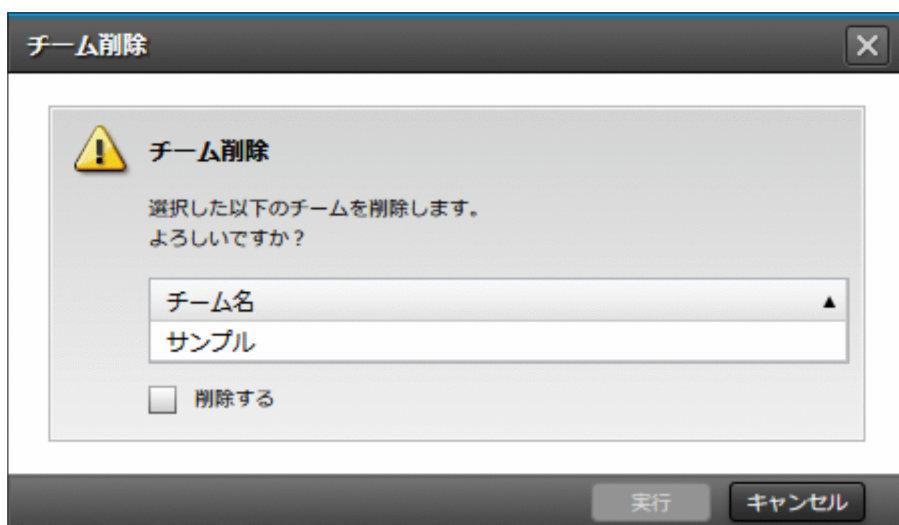 チーム削除
チーム削除
選択した以下のチームを削除します。
よろしいですか？
チーム名 ▲
サンプル
削除する
実行 キャンセル